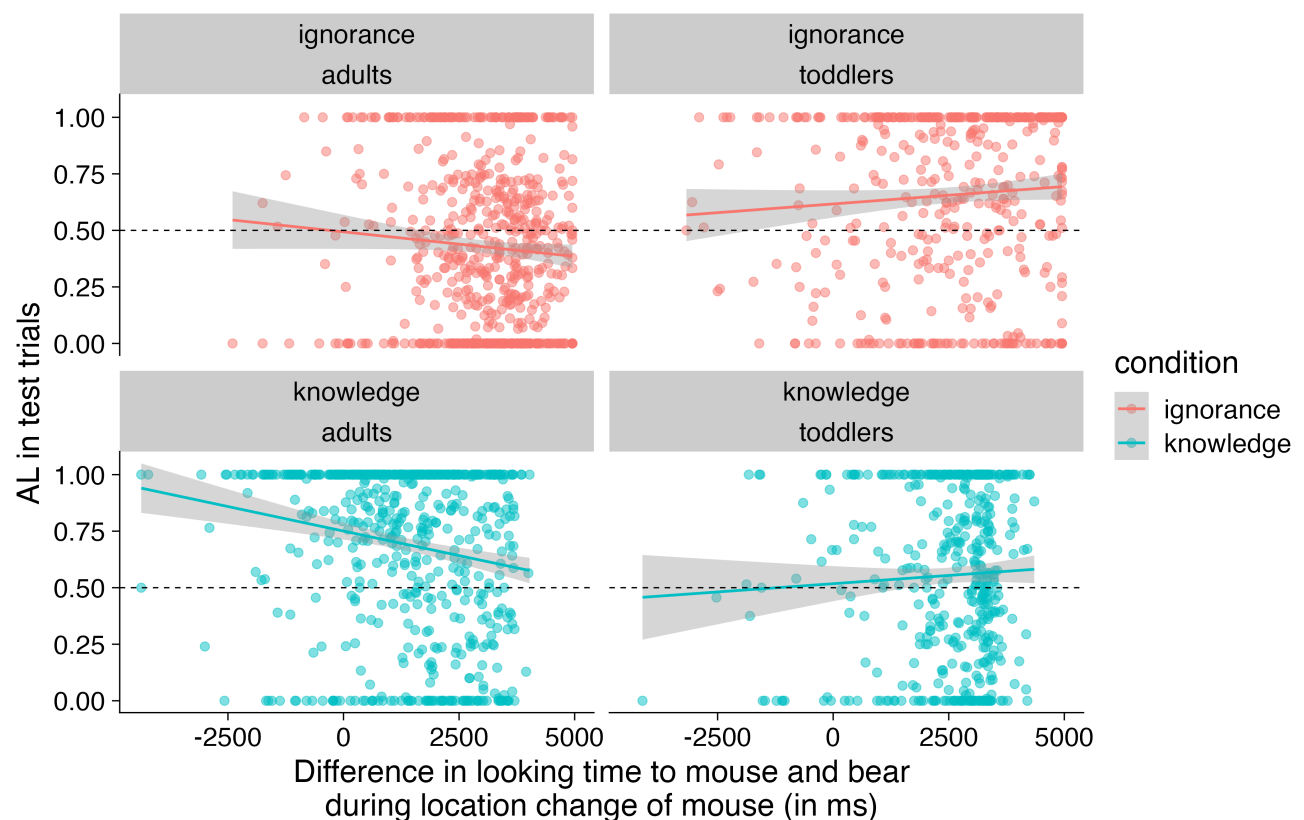 ignorance
adults
ignorance
toddlers
1.00
0.75
0.50
0.25
0.00
knowledge
adults
knowledge
toddlers
1.00
0.75
0.50
0.25
0.00
AL in test trials
-2500 0 2500 5000
-2500 0 2500 5000
Difference in looking time to mouse and bear
during location change of mouse (in ms)
condition
ignorance
knowledge